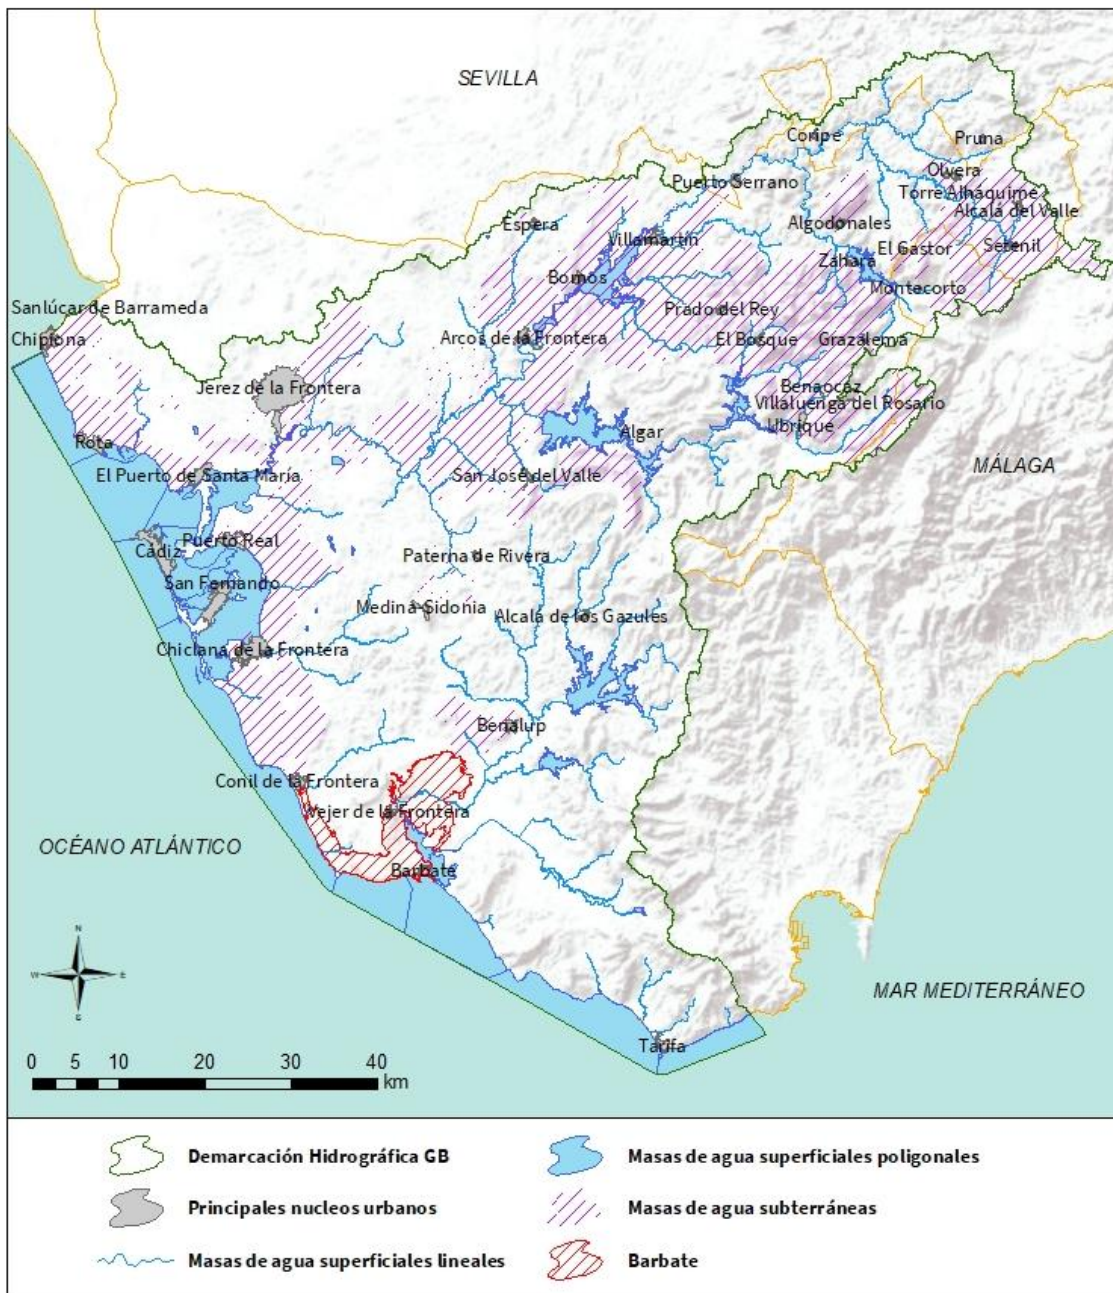 SEVILLA
Coripe
Pruna
Olvera
Puerto Serrano
Torre Alháquime
Alcalá del Valle
Espera
Villamartín
Algodonales
El Gastor
Setenil
Zahara
Bornos
Montecorto
Sanlúcar de Barrameda
Prado del Rey
Chipiona
Arcos de la Frontera
El Bosque
Grazalema
Jerez de la Frontera
Benaocaz
Villaluenga del Rosario
Ubrique
Algar
Rota
MÁLAGA
El Puerto de Santa María
San José del Valle
Puerto Real
Cádiz
Paterna de Rivera
San Fernando
Medina-Sidonia
Alcalá de los Gazules
Chiclana de la Frontera
Benalup
Conil de la Frontera
Vejer de la Frontera
OCÉANO ATLÁNTICO
Barbate
N
W
E
S
MAR MEDITERRÁNEO
Tarifa
0 5 10 20 30 40
km
Demarcación Hidrográfica GB
Masas de agua superficiales poligonales
Principales nucleos urbanos
Masas de agua subterráneas
Masas de agua superficiales lineales
Barbate